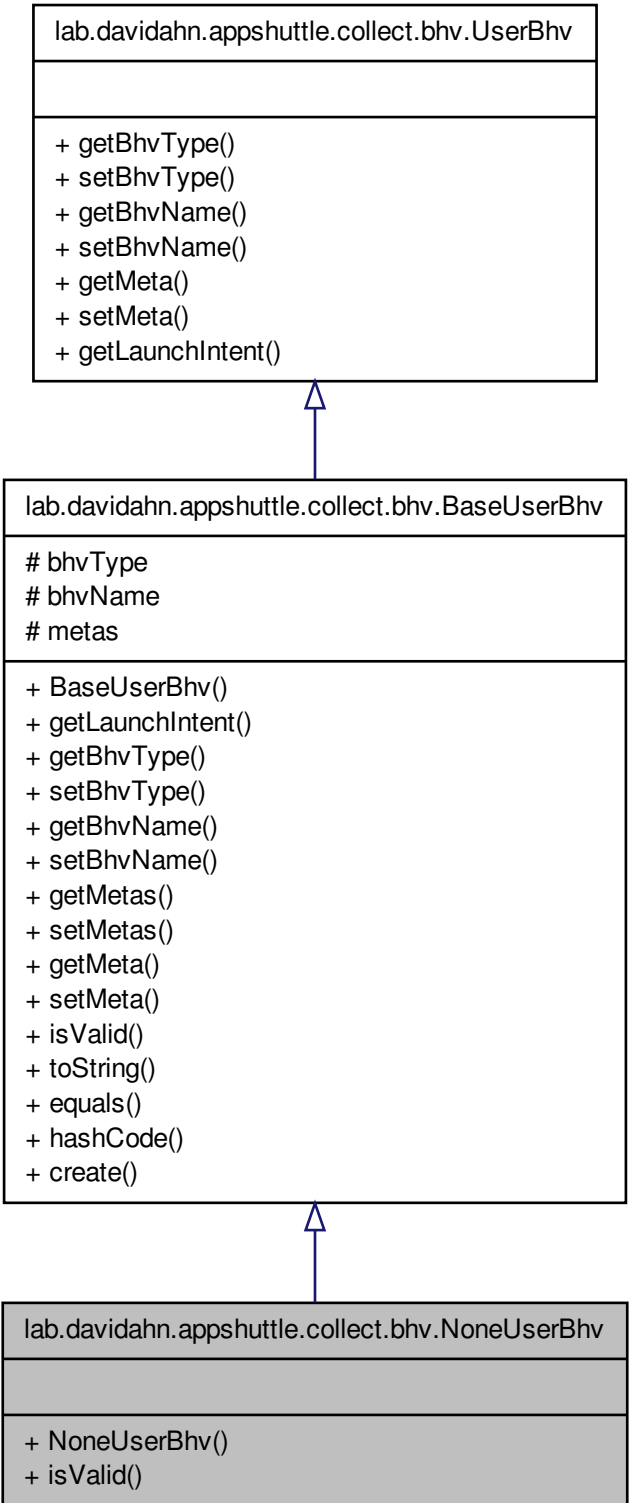 lab.davidahn.appshuttle.collect.bhv.UserBhv
+ getBhvType()
+ setBhvType()
+ getBhvName()
+ setBhvName()
+ getMeta()
+ setMeta()
+ getLaunchIntent()
lab.davidahn.appshuttle.collect.bhv.BaseUserBhv
# bhvType
# bhvName
# metas
+ BaseUserBhv()
+ getLaunchIntent()
+ getBhvType()
+ setBhvType()
+ getBhvName()
+ setBhvName()
+ getMetas()
+ setMetas()
+ getMeta()
+ setMeta()
+ isValid()
+ toString()
+ equals()
+ hashCode()
+ create()
lab.davidahn.appshuttle.collect.bhv.NoneUserBhv
+ NoneUserBhv()
+ isValid()